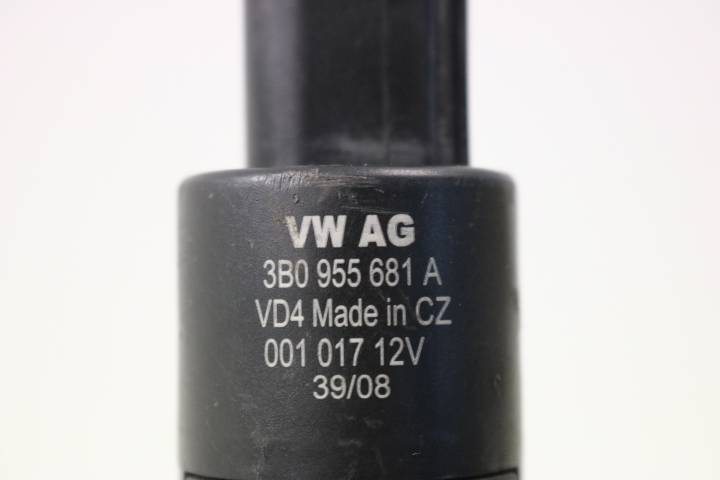 VW AG
3B0 955 681 A
VD4 Made in CZ
001 017 12V
39/08